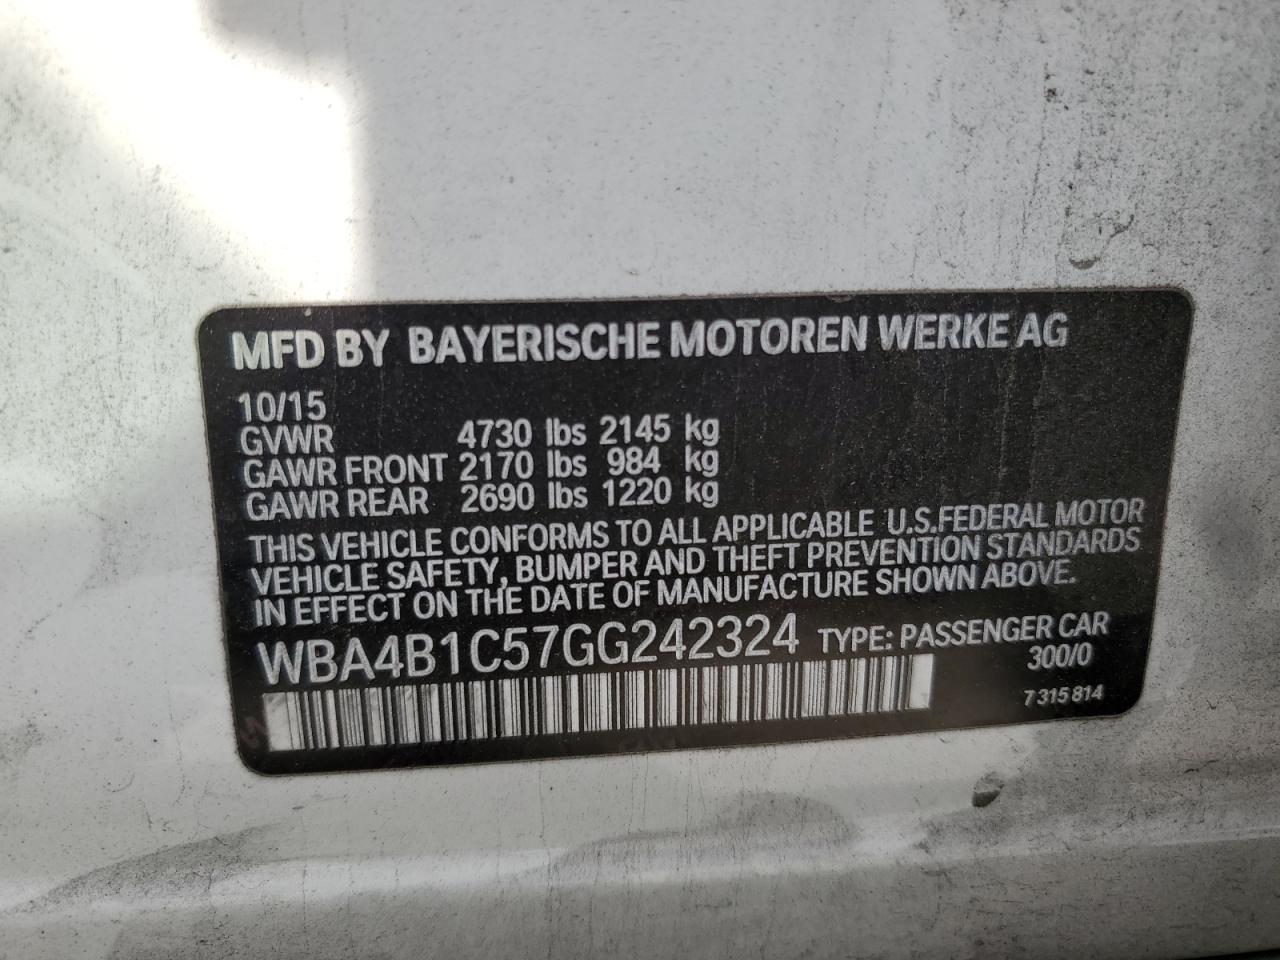 MFD BY BAYERISCHE MOTOREN WERKE AG
10/15
GVWR 4730 lbs 2145 kg
GAWR FRONT 2170 lbs 984 kg
GAWR REAR 2690 lbs 1220 kg
THIS VEHICLE CONFORMS TO ALL APPLICABLE U.S.FEDERAL MOTOR
VEHICLE SAFETY, BUMPER AND THEFT PREVENTION STANDARDS
IN EFFECT ON THE DATE OF MANUFACTURE SHOWN ABOVE.
WBA4B1C57GG242324 TYPE: PASSENGER CAR
300/0
7 315 814